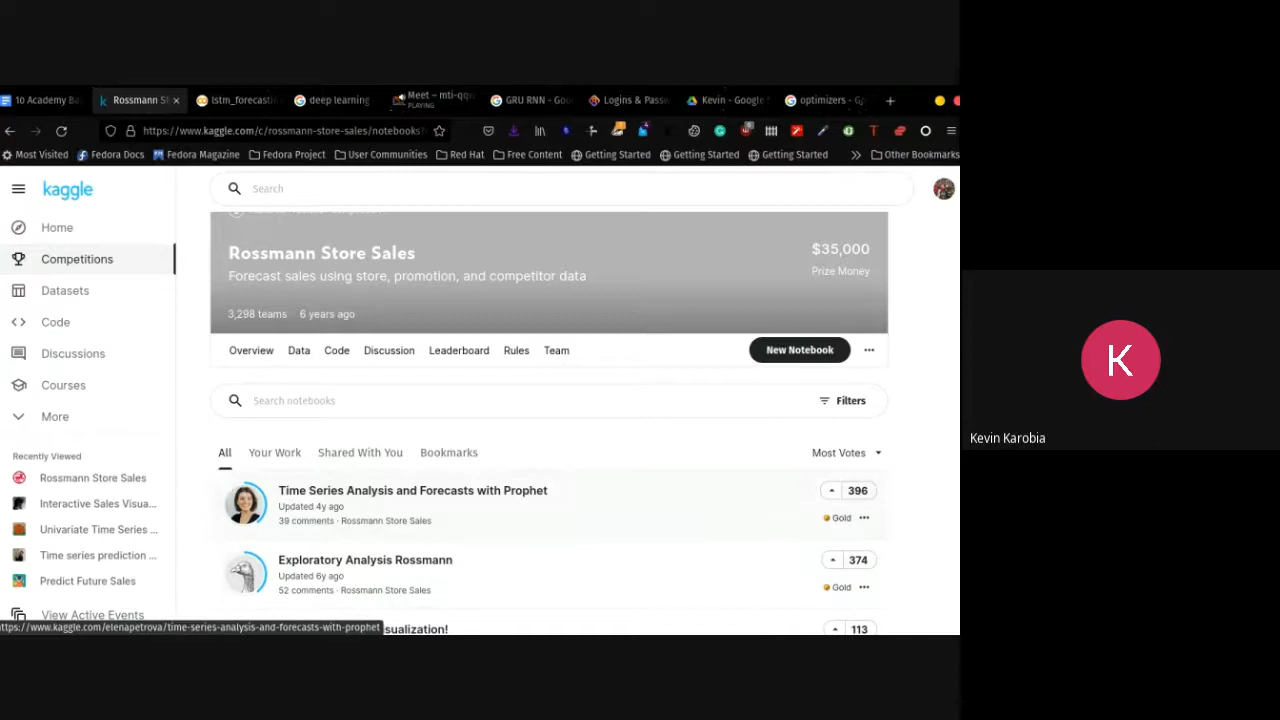 10 Academy Ba
Rossmann St
lstm_forecastin
deep learning
Meet – mti-qq
PLAYING
GRU RNN - Goo
Logins & Pass
Kevin - Google
optimizers - G
https://www.kaggle.com/c/rossmann-store-sales/notebooks?
Most Visited
Fedora Docs
Fedora Magazine
Fedora Project
User Communities
Red Hat
Free Content
Getting Started
Getting Started
Getting Started
Other Bookmarks
kaggle
Search
Home
Competitions
Datasets
Code
Discussions
Courses
More
Recently Viewed
Rossmann Store Sales
Interactive Sales Visua...
Univariate Time Series ...
Time series prediction ...
Predict Future Sales
View Active Events
https://www.kaggle.com/elenapetrova/time-series-analysis-and-forecasts-with-prophet
Rossmann Store Sales
$35,000
Forecast sales using store, promotion, and competitor data
Prize Money
3,298 teams
6 years ago
Overview
Data
Code
Discussion
Leaderboard
Rules
Team
New Notebook
Search notebooks
Filters
All
Your Work
Shared With You
Bookmarks
Most Votes
Time Series Analysis and Forecasts with Prophet
396
Updated 4y ago
39 comments · Rossmann Store Sales
Gold
Exploratory Analysis Rossmann
374
Updated 6y ago
52 comments · Rossmann Store Sales
Gold
sualization!
113
K
Kevin Karobia